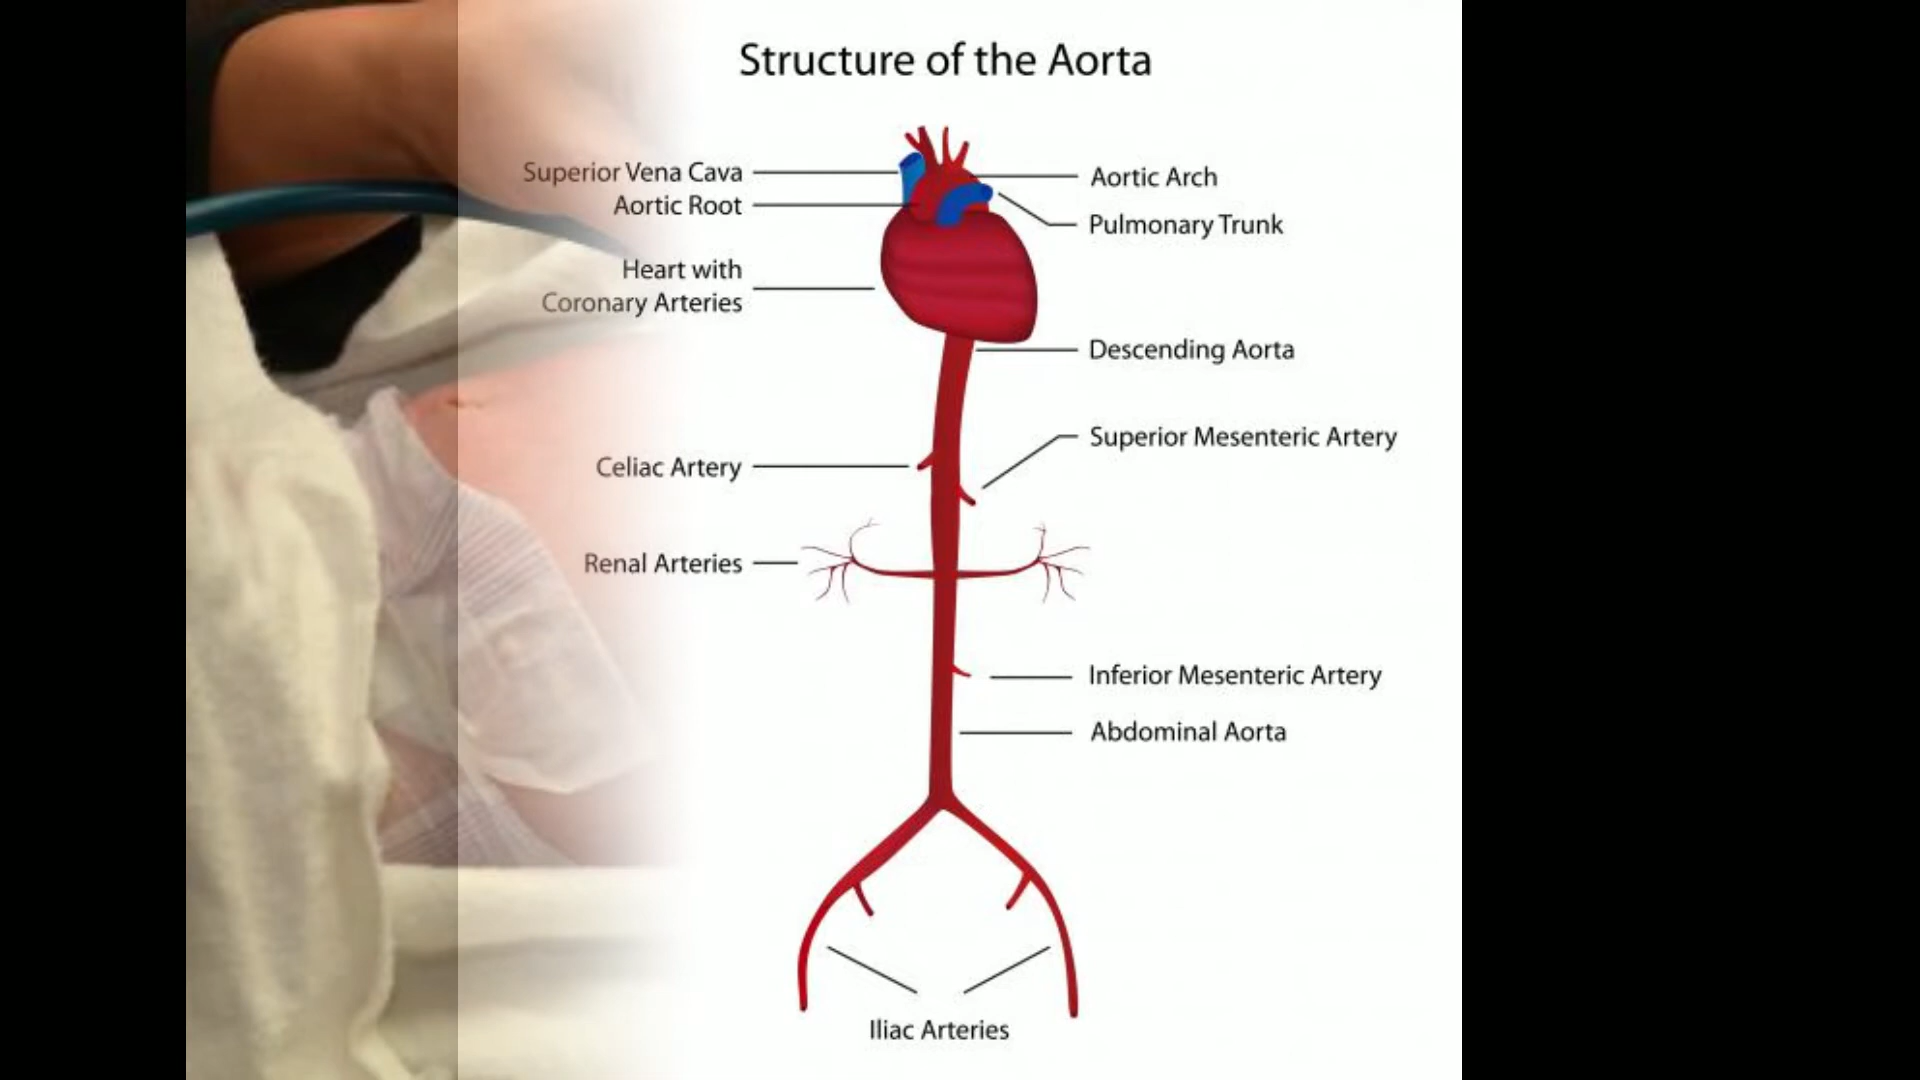 Structure of the Aorta
Superior Vena Cava
Aortic Root
Heart with
Coronary Arteries
Celiac Artery
Renal Arteries
Aortic Arch
Pulmonary Trunk
Descending Aorta
Superior Mesenteric Artery
Inferior Mesenteric Artery
Abdominal Aorta
Iliac Arteries